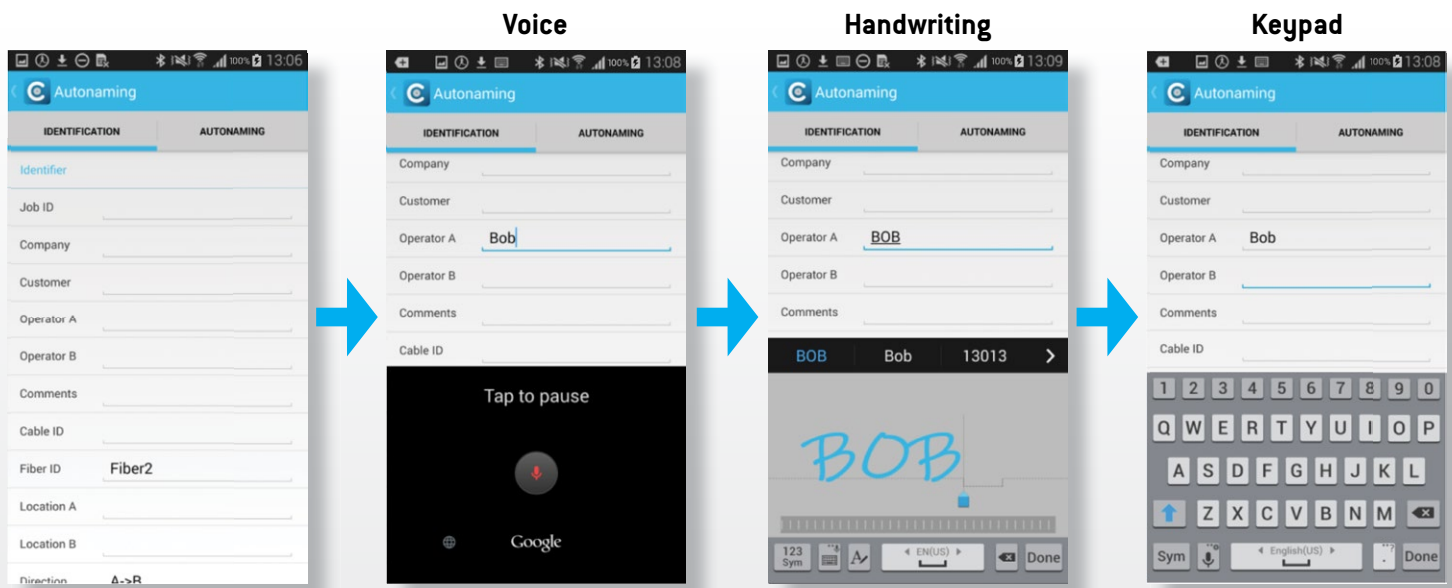 Voice
Handwriting
Keypad
100% 13:06
Autonaming
IDENTIFICATION AUTONAMING
Identifier
Job ID
Company
Customer
Operator A
Operator B
Comments
Cable ID
Fiber ID Fiber2
Location A
Location B
Direction A->B
100% 13:08
Autonaming
IDENTIFICATION AUTONAMING
Company
Customer
Operator A Bob
Operator B
Comments
Cable ID
Tap to pause
Google
100% 13:09
Autonaming
IDENTIFICATION AUTONAMING
Company
Customer
Operator A BOB
Operator B
Comments
BOB Bob 13013 >
BOB
123 Sym EN(US) Done
100% 13:08
Autonaming
IDENTIFICATION AUTONAMING
Company
Customer
Operator A Bob
Operator B
Comments
Cable ID
1 2 3 4 5 6 7 8 9 0
Q W E R T Y U I O P
A S D F G H J K L
Z X C V B N M
Sym English(US) Done